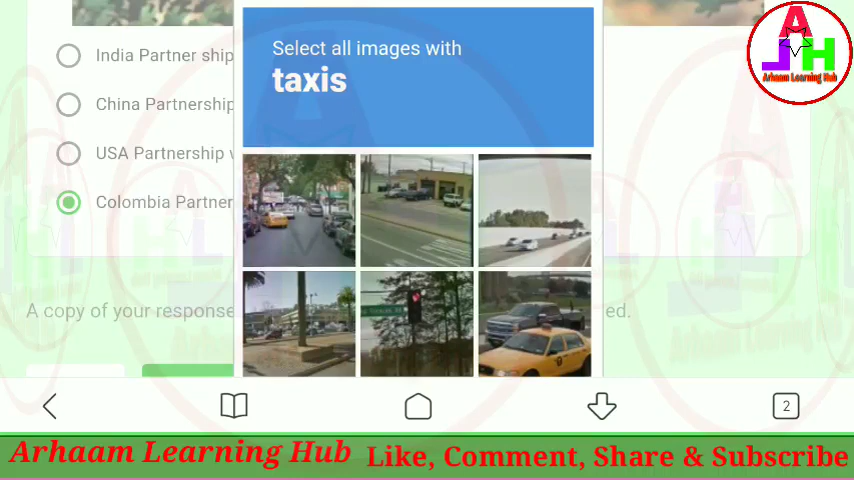 India Partner ship
China Partnership
USA Partnership w
Colombia Partner
A copy of your response
ed.
Select all images with
taxis
A
J H
Arhaam Learning Hub
2
Arhaam Learning Hub Like, Comment, Share & Subscribe